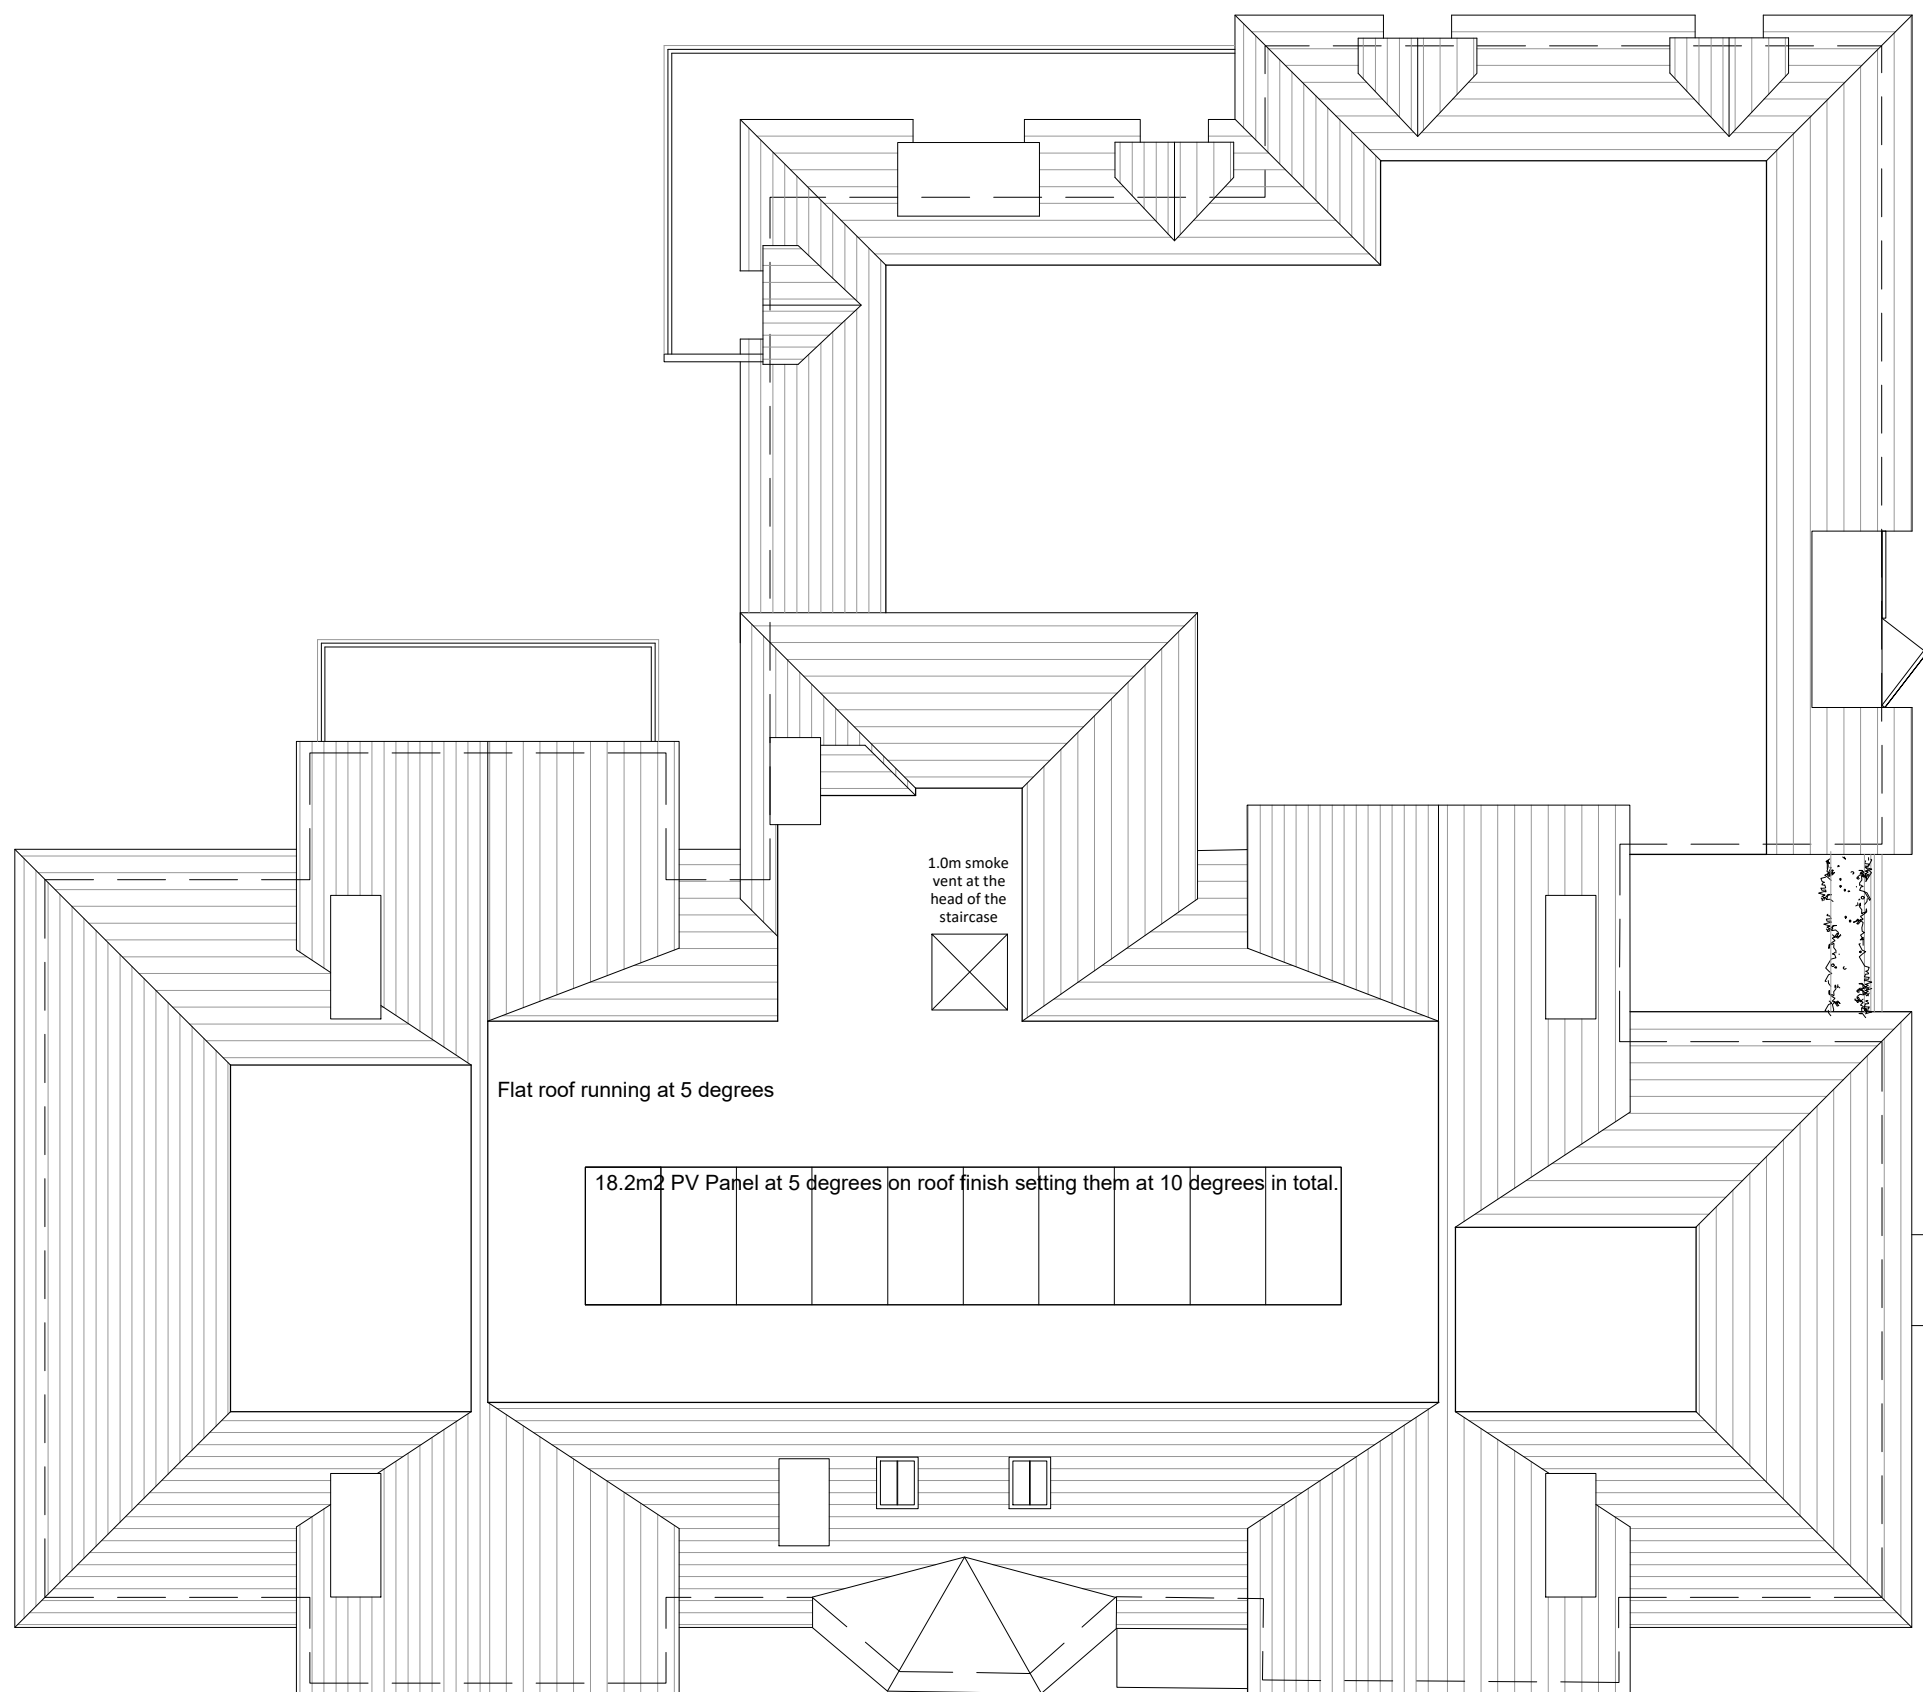 1.0m smoke
vent at the
head of the
staircase
Flat roof running at 5 degrees
18.2m2 PV Panel at 5 degrees on roof finish setting them at 10 degrees in total.